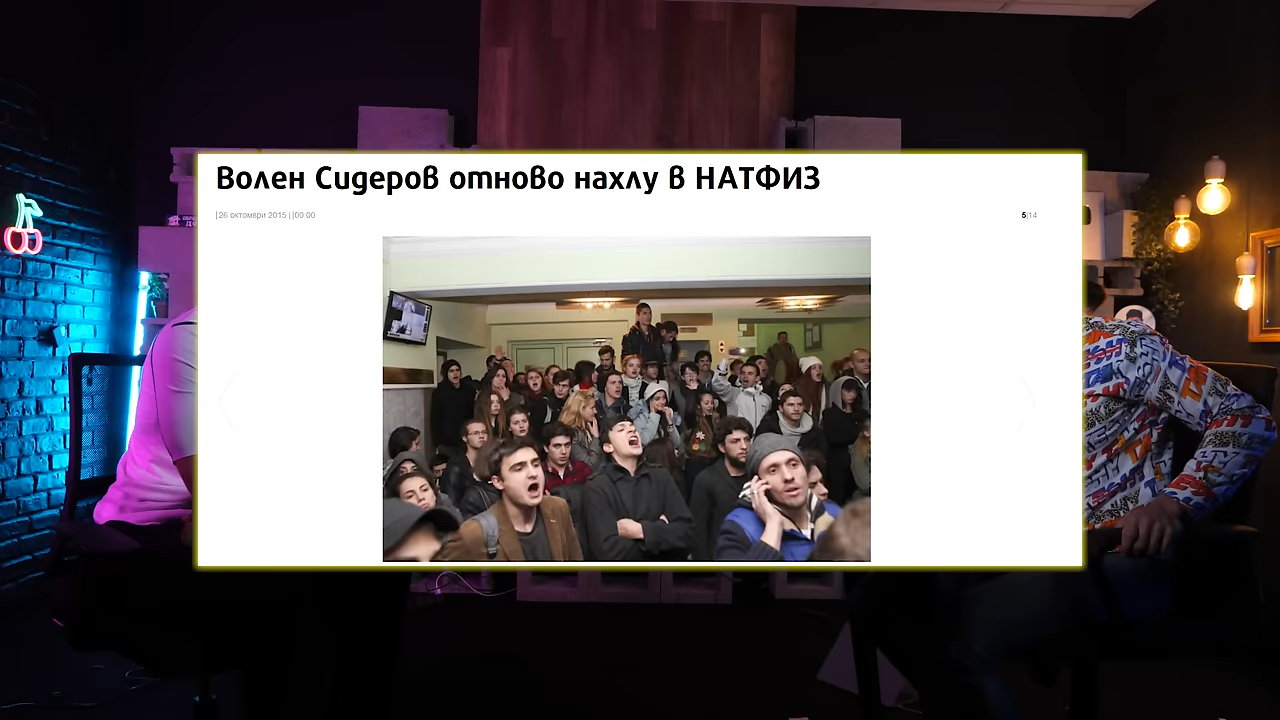 Волен Сидеров отново нахлу в НАТФИЗ
|26 октомври 2015 ||00:00
5|14